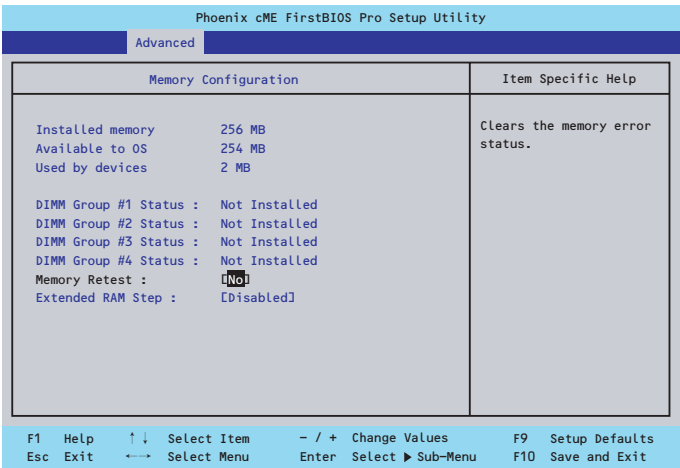 Phoenix cME FirstBIOS Pro Setup Utility
Advanced
Memory Configuration
Item Specific Help
Installed memory 256 MB
Available to OS 254 MB
Used by devices 2 MB
DIMM Group #1 Status : Not Installed
DIMM Group #2 Status : Not Installed
DIMM Group #3 Status : Not Installed
DIMM Group #4 Status : Not Installed
Memory Retest : [No]
Extended RAM Step : [Disabled]
Clears the memory error
status.
F1 Help ↑↓ Select Item – / + Change Values F9 Setup Defaults
Esc Exit ←→ Select Menu Enter Select ▶ Sub–Menu F10 Save and Exit